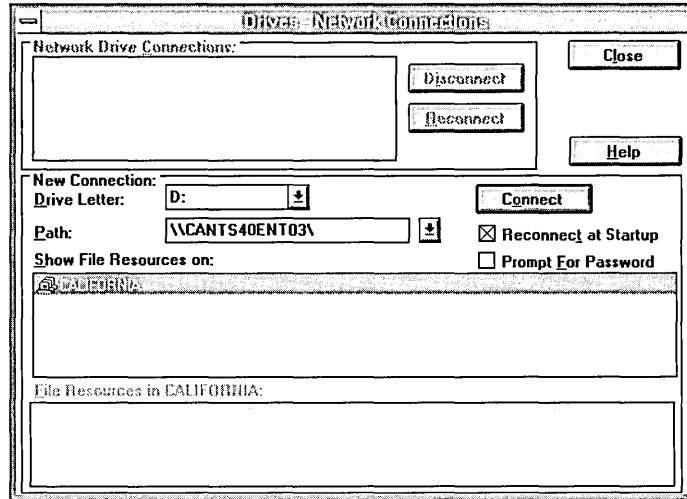 Drives - Network Connections
Network Drive Connections:
Close
Disconnect
Reconnect
Help
New Connection:
Drive Letter: D: Connect
Path: \\CANTS40ENT03\ Reconnect at Startup
Show File Resources on: Prompt For Password
CALIFORNIA
File Resources in CALIFORNIA: